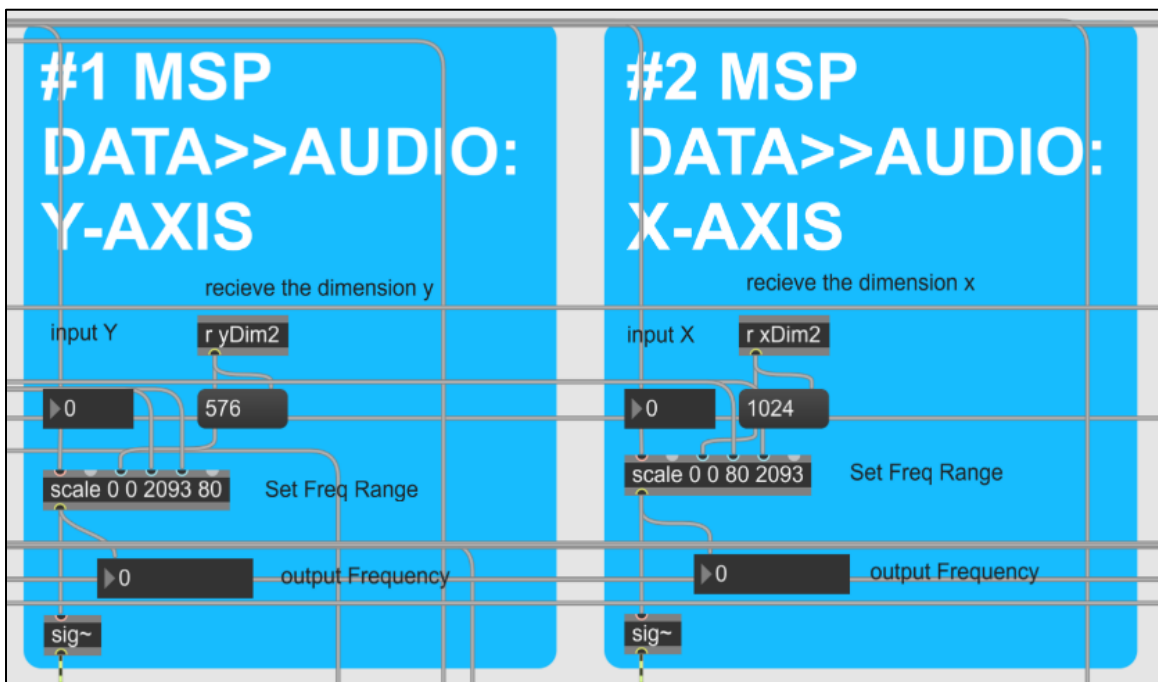 #1 MSP
DATA>>AUDIO:
Y-AXIS
recieve the dimension y
input Y
r yDim2
0
576
scale 0 0 2093 80
Set Freq Range
0
output Frequency
sig~
#2 MSP
DATA>>AUDIO:
X-AXIS
recieve the dimension x
input X
r xDim2
0
1024
scale 0 0 80 2093
Set Freq Range
0
output Frequency
sig~